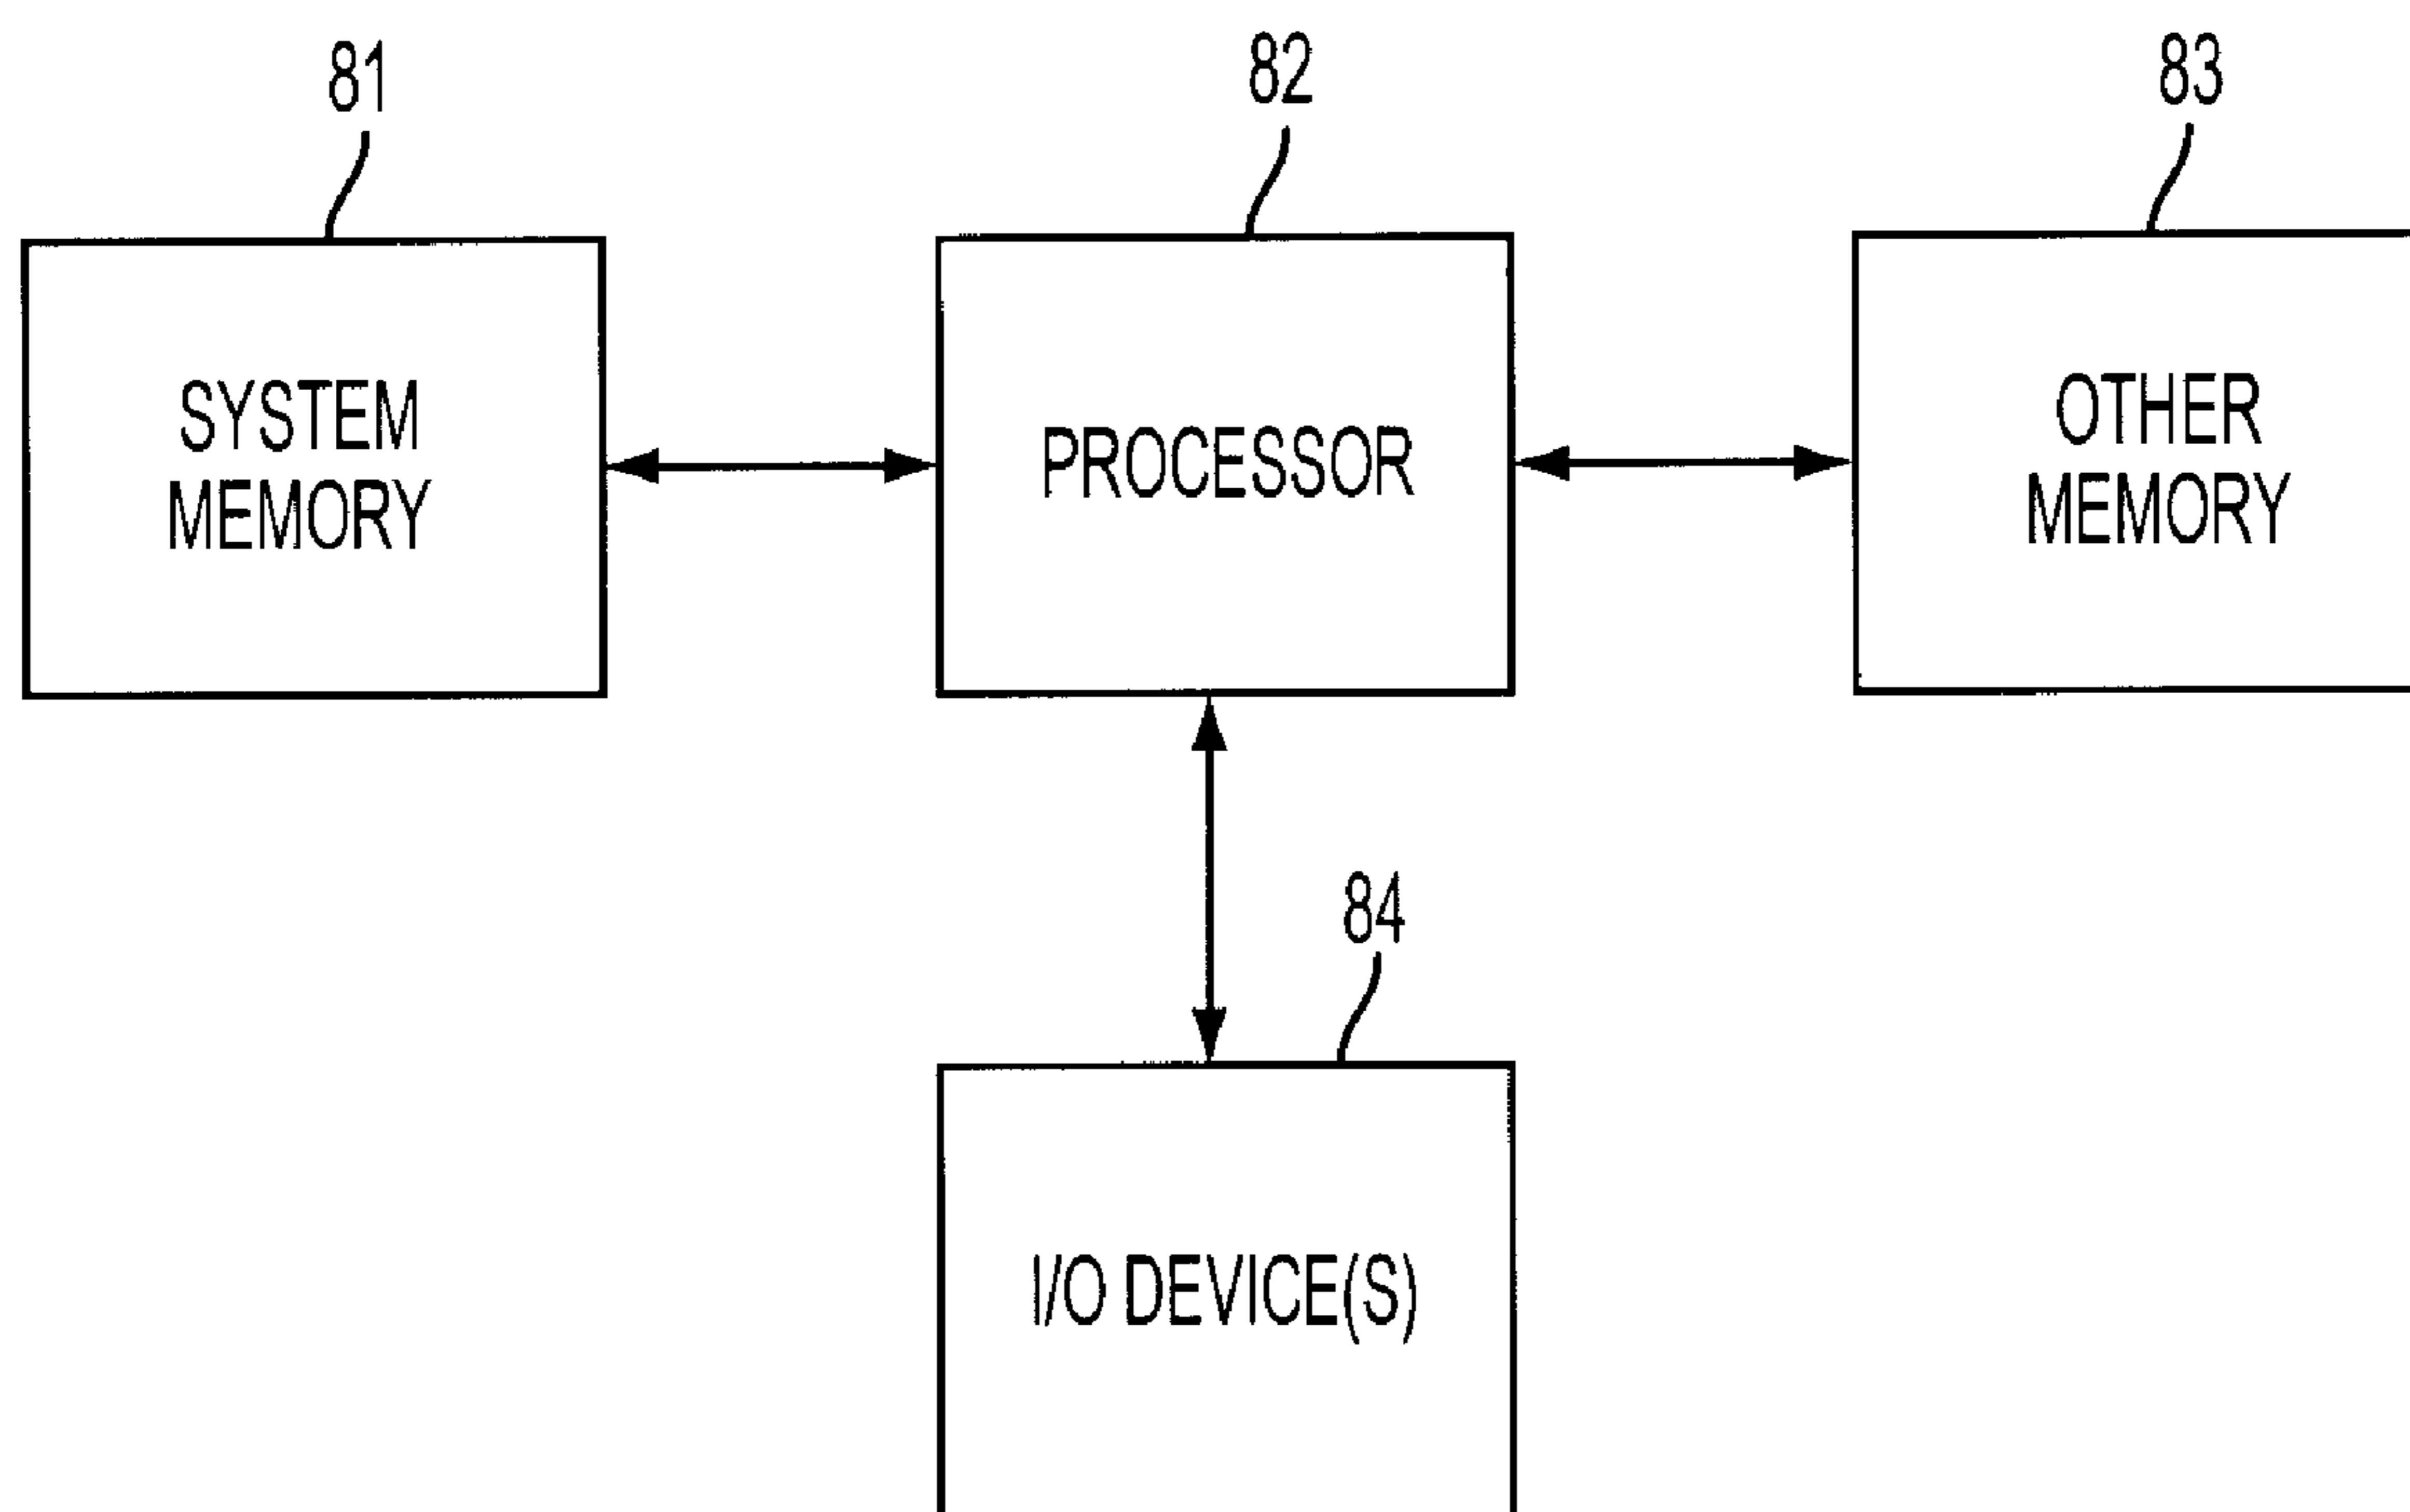 81
82
83
SYSTEM
MEMORY
PROCESSOR
OTHER
MEMORY
84
I/O DEVICE(S)